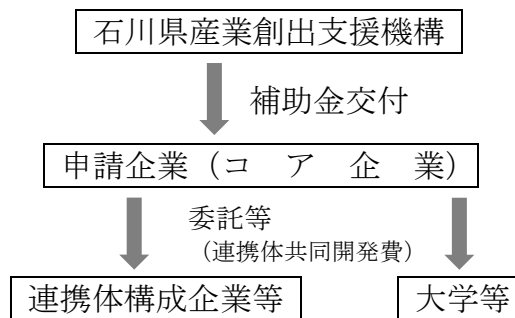 石川県産業創出支援機構
補助金交付
申請企業（コ　ア　企　業）
委託等
（連携体共同開発費）
連携体構成企業等
大学等